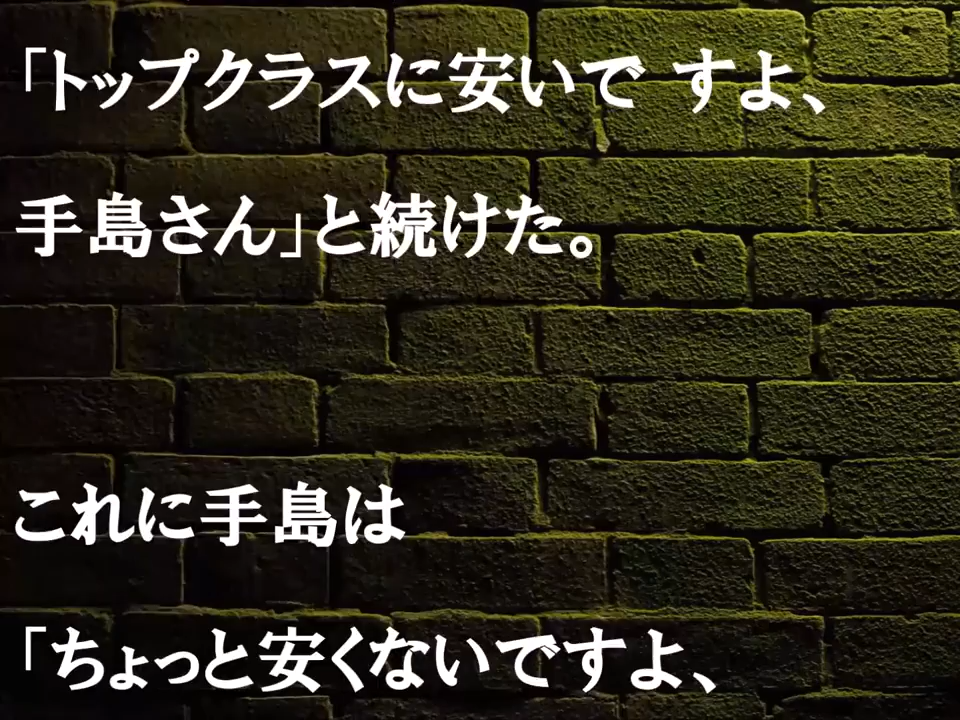 「トップクラスに安いで すよ、
手島さん」と続けた。
これに手島は
「ちょっと安くないですよ、